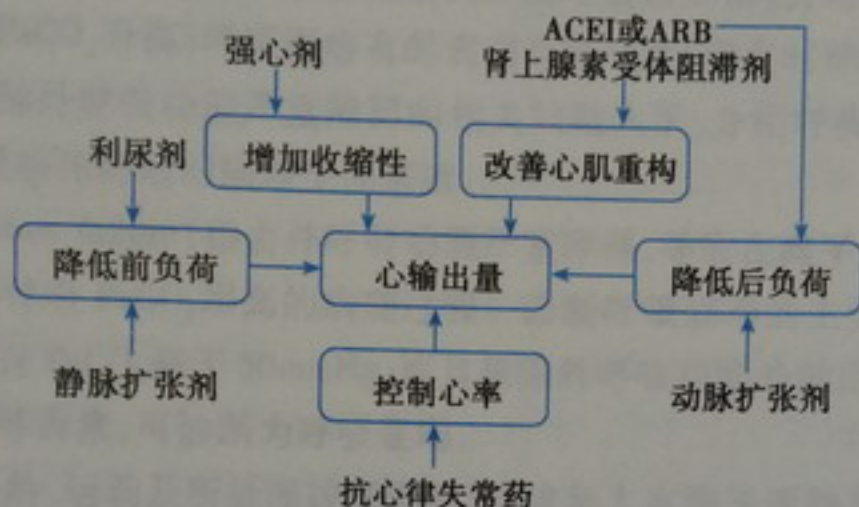 ACEI或ARB
强心剂
肾上腺素受体阻滞剂
利尿剂
增加收缩性
改善心肌重构
降低前负荷
心输出量
降低后负荷
静脉扩张剂
控制心率
动脉扩张剂
抗心律失常药